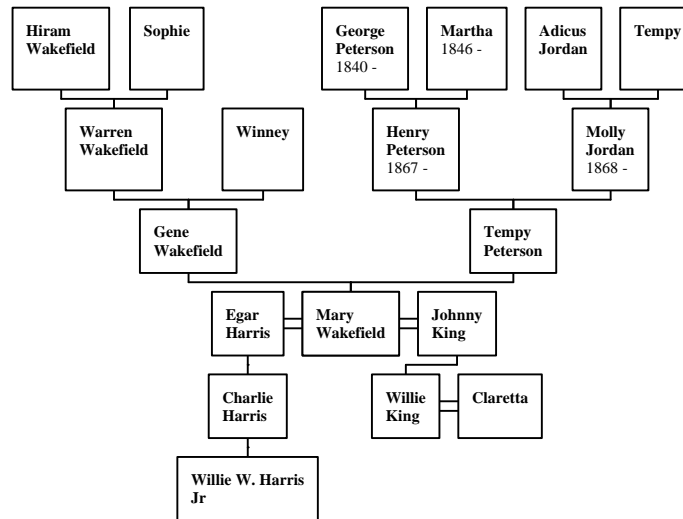 Hiram
Wakefield
Sophie
George
Peterson
1840 -
Martha
1846 -
Adicus
Jordan
Tempy
Warren
Wakefield
Winney
Henry
Peterson
1867 -
Molly
Jordan
1868 -
Gene
Wakefield
Tempy
Peterson
Egar
Harris
Mary
Wakefield
Johnny
King
Charlie
Harris
Willie
King
Claretta
Willie W. Harris
Jr